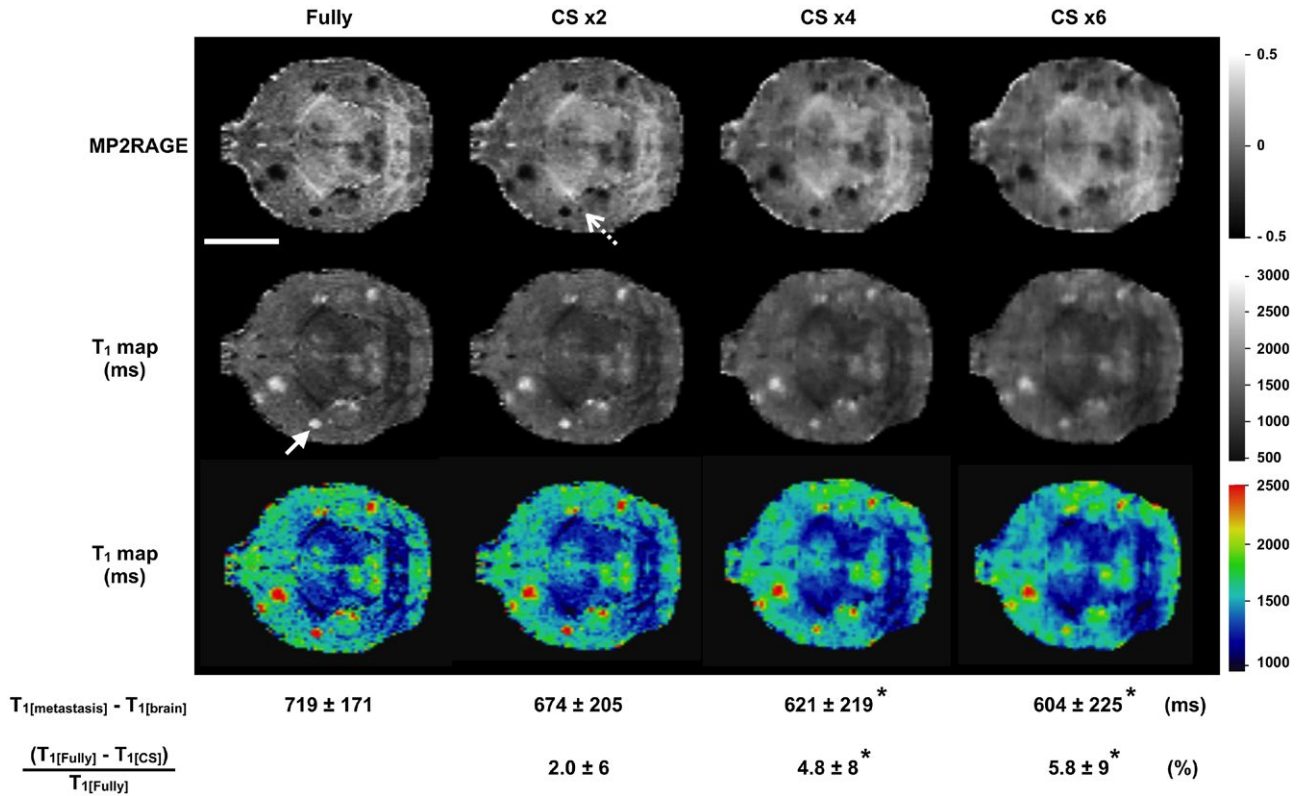 Fully CS x2 CS x4 CS x6
MP2RAGE
0.5
0
- 0.5
T₁ map
(ms)
3000
2500
2000
1500
1000
500
T₁ map
(ms)
2500
2000
1500
1000
T₁[metastasis] - T₁[brain] 719 ± 171 674 ± 205 621 ± 219 * 604 ± 225 * (ms)
(T₁[Fully] - T₁[CS])
T₁[Fully]
2.0 ± 6 4.8 ± 8 * 5.8 ± 9 * (%)